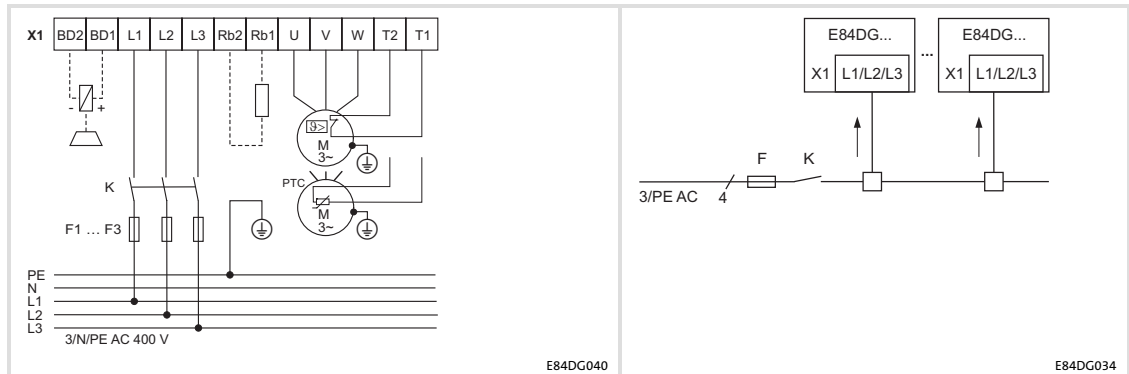 X1 BD2 BD1 L1 L2 L3 Rb2 Rb1 U V W T2 T1
- +
ϑ>
M
3~
K
PTC
M
3~
F1 … F3
PE
N
L1
L2
L3
3/N/PE AC 400 V
E84DG040
E84DG... ... E84DG...
X1 L1/L2/L3 X1 L1/L2/L3
F K
3/PE AC 4
E84DG034